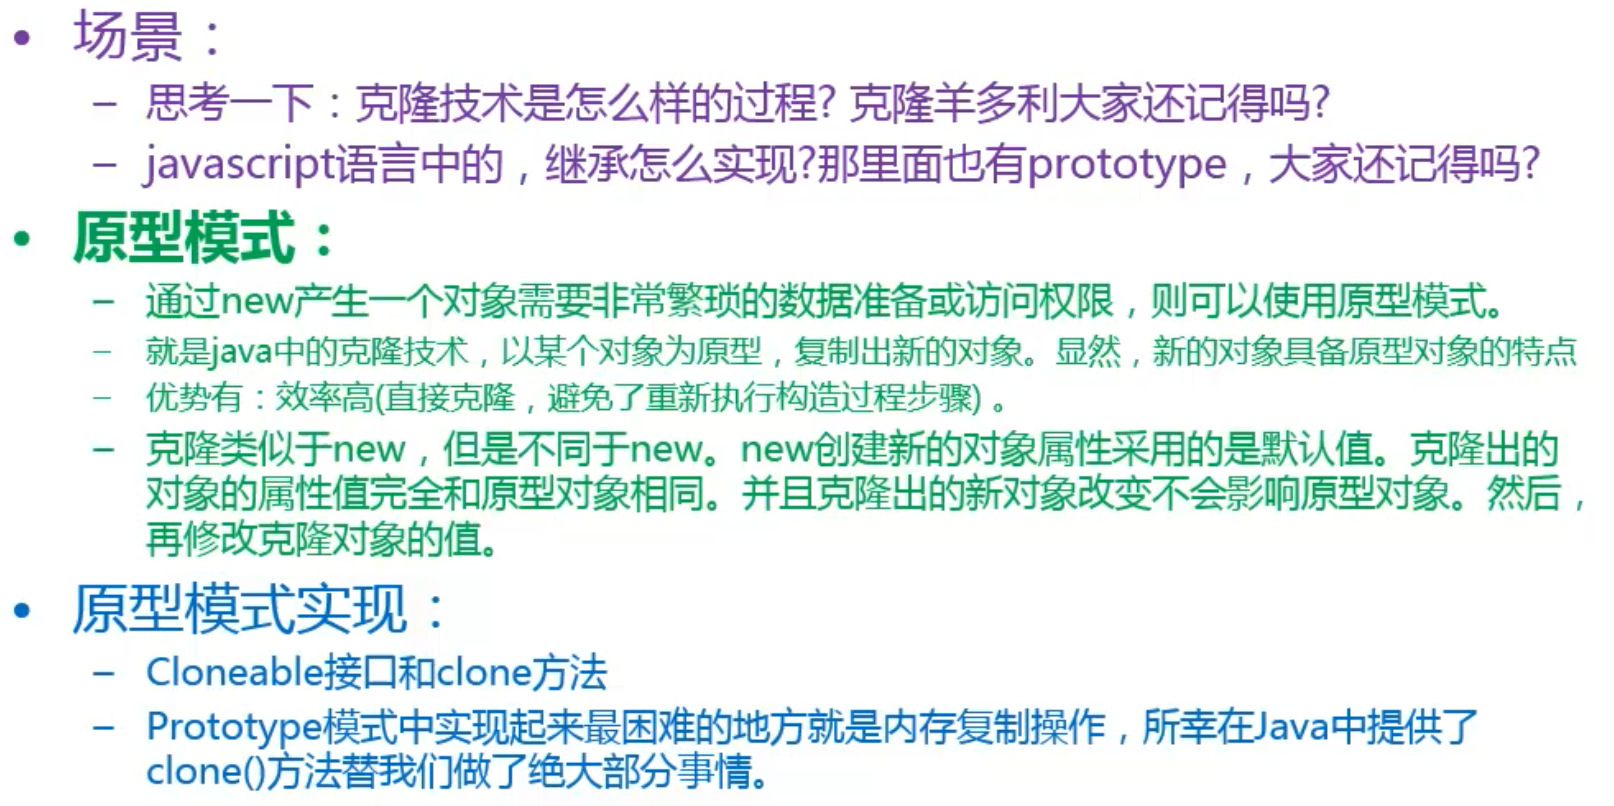 • 场景：
– 思考一下：克隆技术是怎么样的过程? 克隆羊多利大家还记得吗?
– javascript语言中的，继承怎么实现?那里面也有prototype，大家还记得吗?
• 原型模式：
– 通过new产生一个对象需要非常繁琐的数据准备或访问权限，则可以使用原型模式。
– 就是java中的克隆技术，以某个对象为原型，复制出新的对象。显然，新的对象具备原型对象的特点
– 优势有：效率高(直接克隆，避免了重新执行构造过程步骤) 。
– 克隆类似于new，但是不同于new。new创建新的对象属性采用的是默认值。克隆出的
对象的属性值完全和原型对象相同。并且克隆出的新对象改变不会影响原型对象。然后，
再修改克隆对象的值。
• 原型模式实现：
– Cloneable接口和clone方法
– Prototype模式中实现起来最困难的地方就是内存复制操作，所幸在Java中提供了
clone()方法替我们做了绝大部分事情。